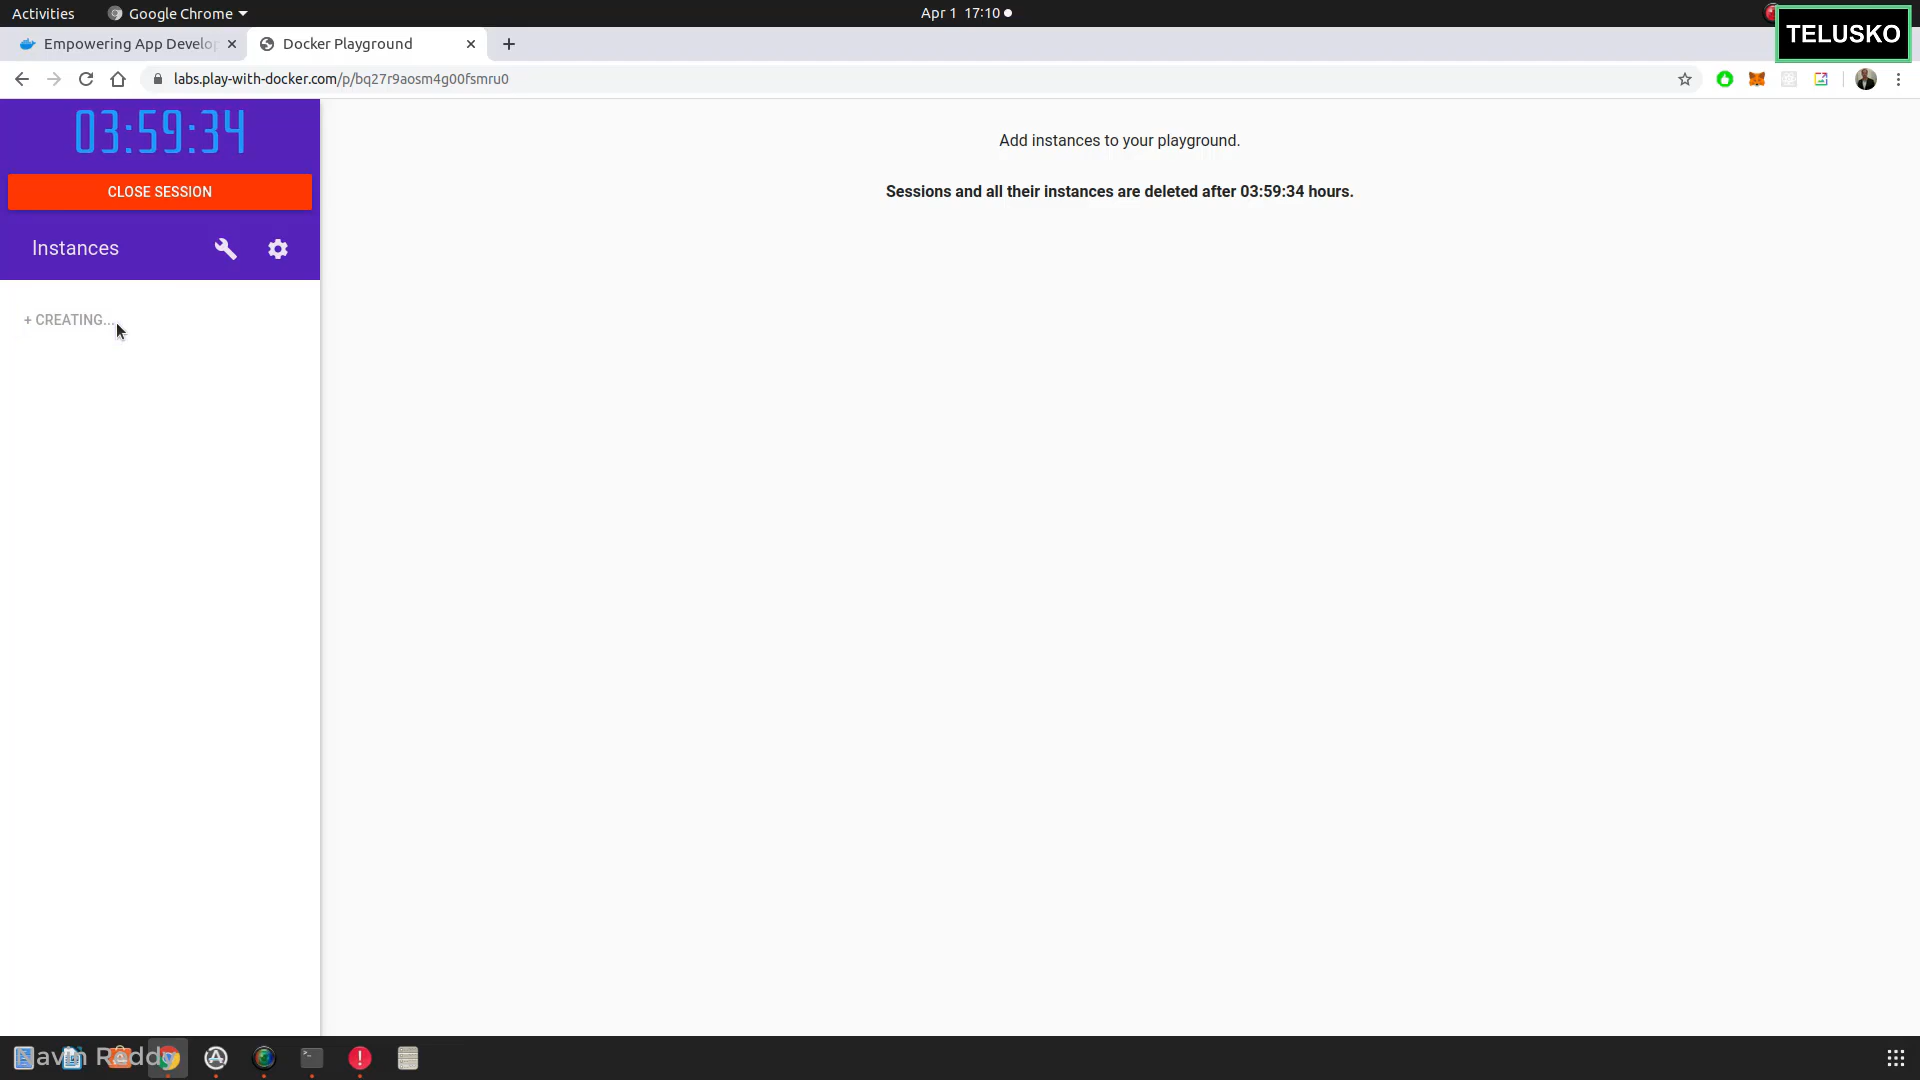 Activities
Google Chrome
Apr 1 17:10
TELUSKO
Empowering App Develop
Docker Playground
labs.play-with-docker.com/p/bq27r9aosm4g00fsmru0
03:59:34
CLOSE SESSION
Instances
+ CREATING...
Add instances to your playground.
Sessions and all their instances are deleted after 03:59:34 hours.